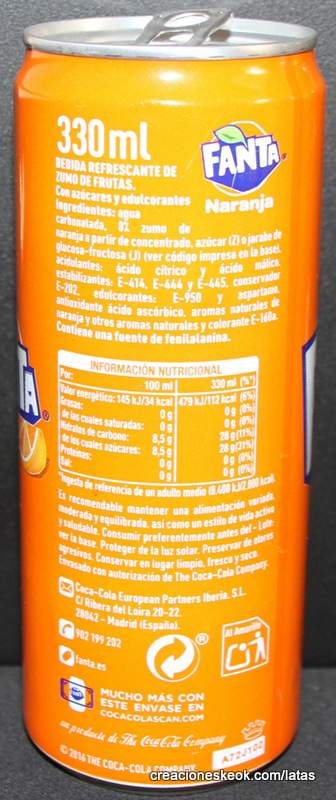 330ml
FANTA®
Naranja
BEBIDA REFRESCANTE DE
ZUMO DE FRUTAS.
Con azúcares y edulcorantes
Ingredientes: agua
carbonatada, 8% zumo de
naranja a partir de concentrado, azúcar (Z) o jarabe de
glucosa-fructosa (J) (ver código impreso en la base),
acidulantes: ácido cítrico y ácido málico,
estabilizantes: E-414, E-444 y E-445, conservador
E-202, edulcorantes: E-950 y aspartamo,
antioxidante ácido ascórbico, aromas naturales de
naranja y otros aromas naturales y colorante E-160a.
Contiene una fuente de fenilalanina.
INFORMACIÓN NUTRICIONAL
Por: 100 ml 330 ml (%*)
Valor energético: 145 kJ/34 kcal 479 kJ/112 kcal (6%)
Grasas: 0 g 0 g (0%)
de las cuales saturadas: 0 g 0 g (0%)
Hidratos de carbono: 8,5 g 28 g (11%)
de los cuales azúcares: 8,5 g 28 g (31%)
Proteínas: 0 g 0 g (0%)
Sal: 0 g 0 g (0%)
*Ingesta de referencia de un adulto medio (8.400 kJ/2.000 kcal).
Es recomendable mantener una alimentación variada,
moderada y equilibrada, así como un estilo de vida activo
y saludable. Consumir preferentemente antes del - Lote:
ver la base. Proteger de la luz solar. Preservar de olores
agresivos. Conservar en lugar limpio, fresco y seco.
Envasado con autorización de The Coca-Cola Company.
Coca-Cola European Partners Iberia, S.L.
C/ Ribera del Loira 20-22.
28042 - Madrid (España).
902 199 202
fanta.es
®
Al Amarillo
MUCHO MÁS CON
ESTE ENVASE EN
COCACOLASCAN.COM
un producto de The Coca-Cola Company
© 2016 THE COCA-COLA COMPANY
A72J102
creacioneskeok.com/latas